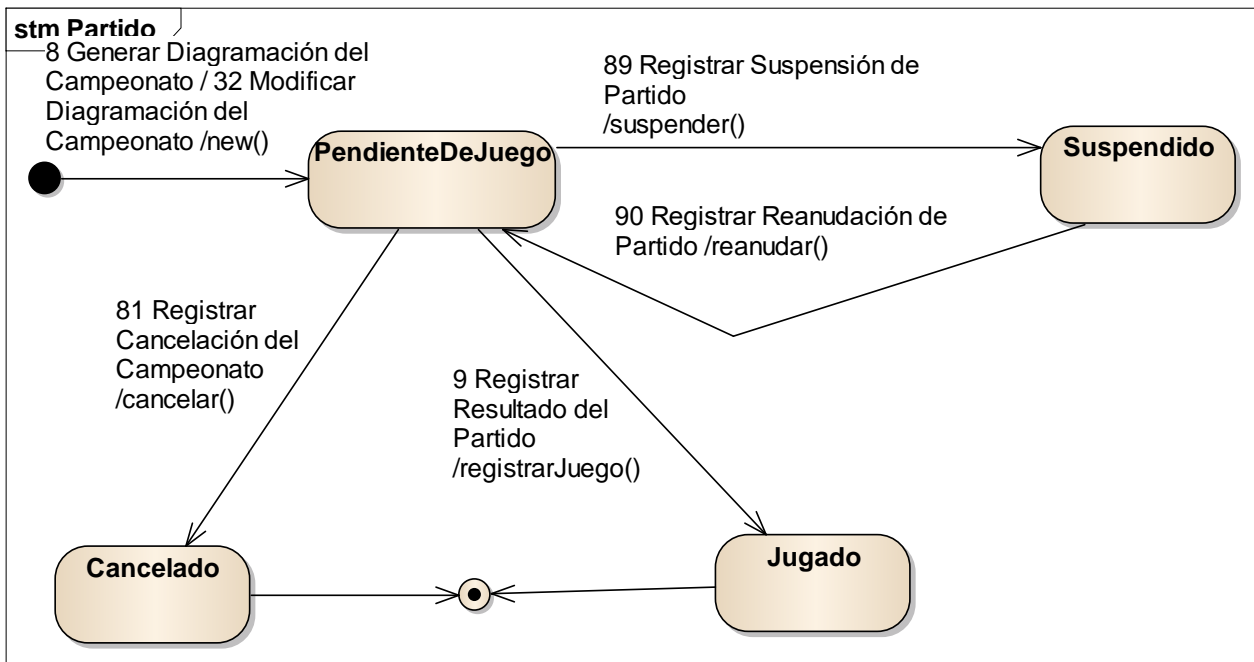 stm Partido
8 Generar Diagramación del
Campeonato / 32 Modificar
Diagramación del
Campeonato /new()
PendienteDeJuego
89 Registrar Suspensión de
Partido
/suspender()
Suspendido
90 Registrar Reanudación de
Partido /reanudar()
81 Registrar
Cancelación del
Campeonato
/cancelar()
9 Registrar
Resultado del
Partido
/registrarJuego()
Cancelado
Jugado